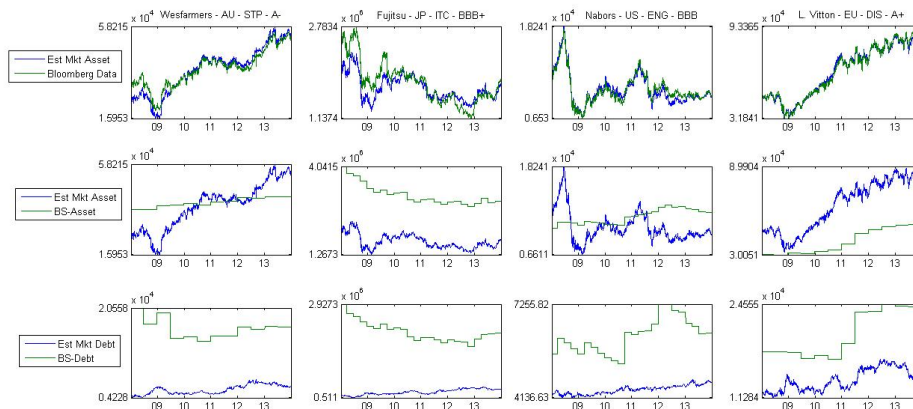 Wesfarmers - AU - STP - A-
Fujitsu - JP - ITC - BBB+
Nabors - US - ENG - BBB
L. Vitton - EU - DIS - A+
Est Mkt Asset
Bloomberg Data
5.8215 x 10^4
1.5953
09 10 11 12 13
2.7834 x 10^6
1.1374
09 10 11 12 13
1.8241 x 10^4
0.653
09 10 11 12 13
9.3365 x 10^4
3.1841
09 10 11 12 13
Est Mkt Asset
BS-Asset
5.8215 x 10^4
1.5953
09 10 11 12 13
4.0415 x 10^6
1.2673
09 10 11 12 13
1.8241 x 10^4
0.6611
09 10 11 12 13
8.9904 x 10^4
3.0051
09 10 11 12 13
Est Mkt Debt
BS-Debt
2.0558 x 10^4
0.4228
09 10 11 12 13
2.9273 x 10^6
0.511
09 10 11 12 13
7255.82
4136.63
09 10 11 12 13
2.4555 x 10^4
1.1284
09 10 11 12 13